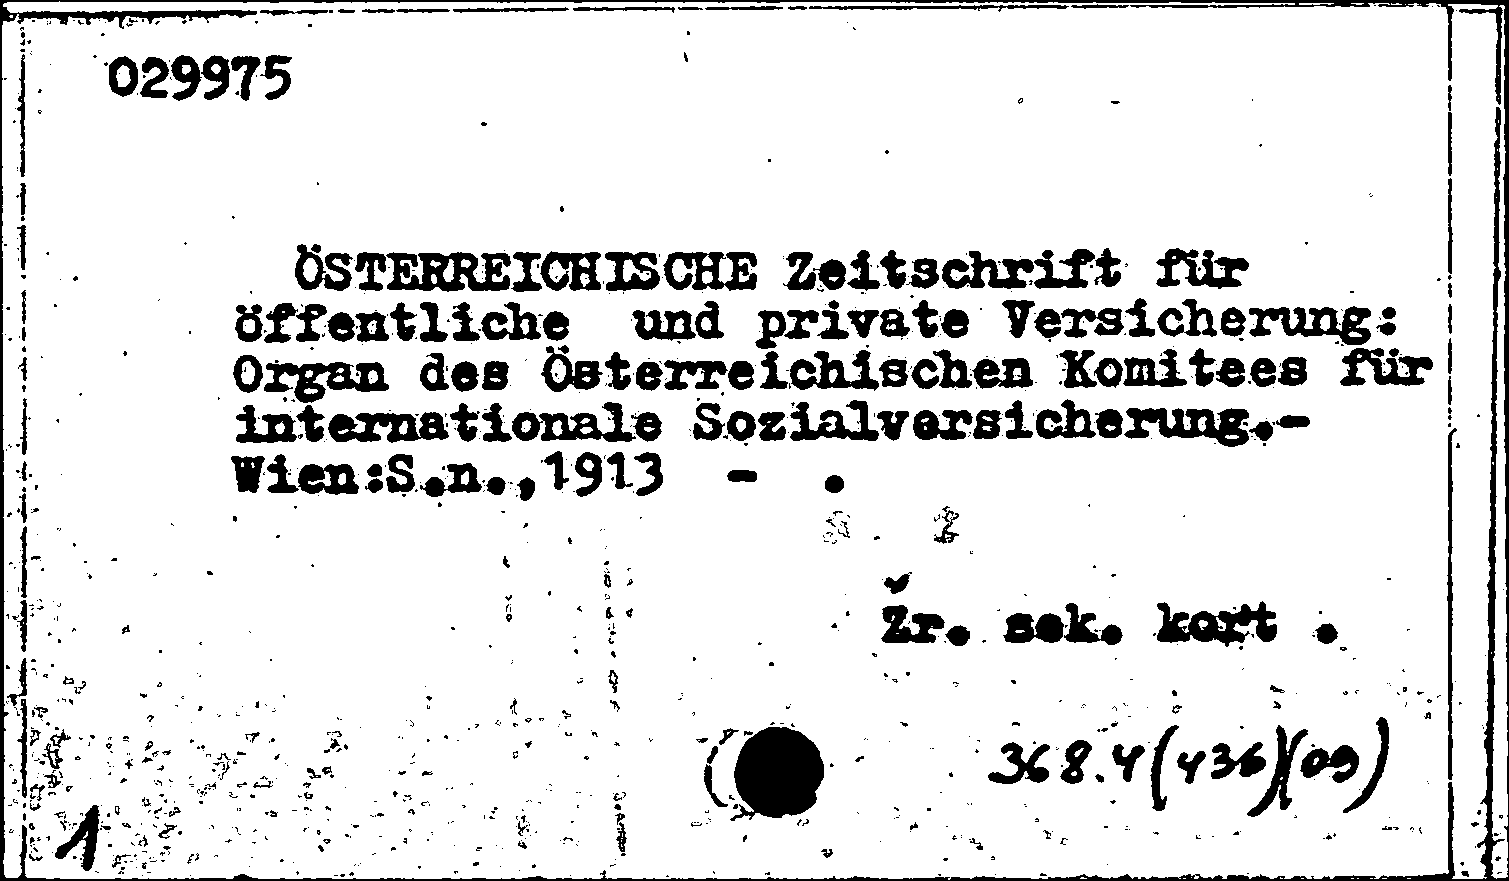 029975
ÖSTERREICHISCHE Zeitschrift für
öffentliche und private Versicherung:
Organ des Österreichischen Komitees für
internationale Sozialversicherung.-
Wien:S.n.,1913 - .
Žr. sek. kort .
368.4(436)(09)
1